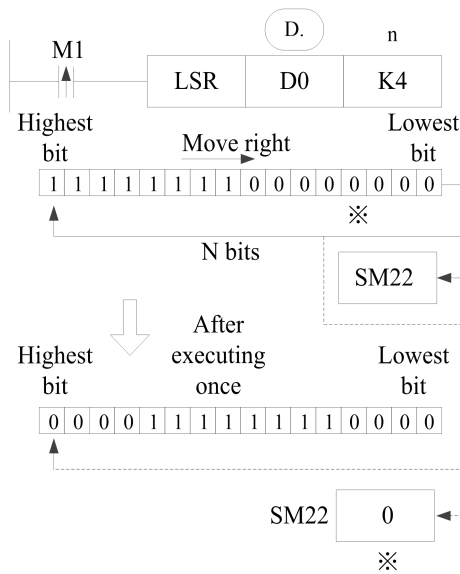 D.
n
M1
LSR D0 K4
Highest bit
Move right
Lowest bit
1 1 1 1 1 1 1 1 0 0 0 0 0 0 0 0
※
N bits
SM22
After executing once
Highest bit
Lowest bit
0 0 0 0 1 1 1 1 1 1 1 1 0 0 0 0
SM22 0
※